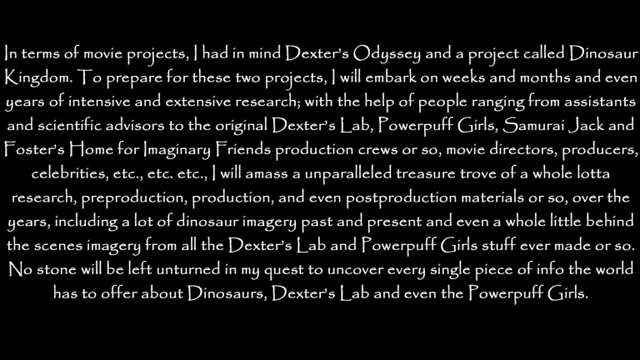 In terms of movie projects, I had in mind Dexter's Odyssey and a project called Dinosaur
Kingdom. To prepare for these two projects, I will embark on weeks and months and even
years of intensive and extensive research; with the help of people ranging from assistants
and scientific advisors to the original Dexter's Lab, Powerpuff Girls, Samurai Jack and
Foster's Home for Imaginary Friends production crews or so, movie directors, producers,
celebrities, etc., etc. etc., I will amass a unparalleled treasure trove of a whole lotta
research, preproduction, production, and even postproduction materials or so, over the
years, including a lot of dinosaur imagery past and present and even a whole little behind
the scenes imagery from all the Dexter's Lab and Powerpuff Girls stuff ever made or so.
No stone will be left unturned in my quest to uncover every single piece of info the world
has to offer about Dinosaurs, Dexter's Lab and even the Powerpuff Girls.